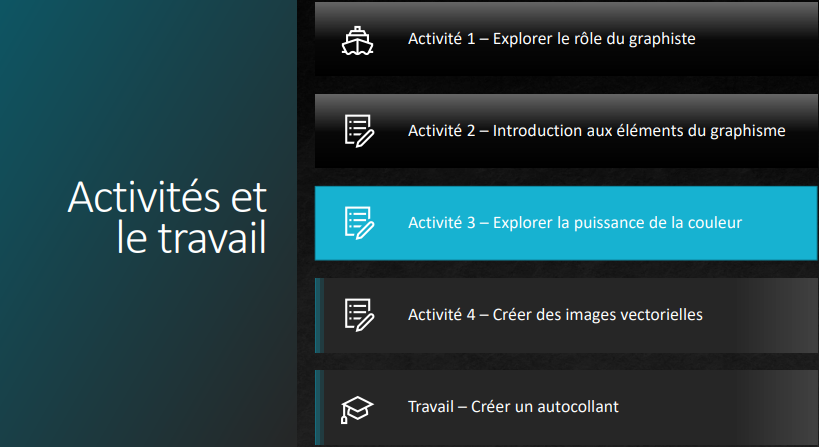 Activités et
le travail
Activité 1 – Explorer le rôle du graphiste
Activité 2 – Introduction aux éléments du graphisme
Activité 3 – Explorer la puissance de la couleur
Activité 4 – Créer des images vectorielles
Travail – Créer un autocollant